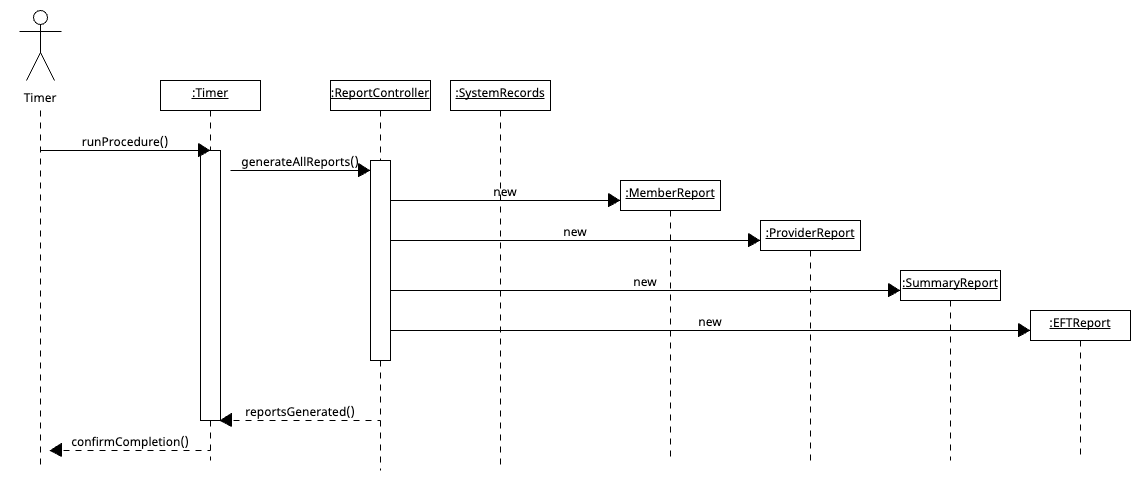 Timer
:Timer
:ReportController
:SystemRecords
runProcedure()
generateAllReports()
new
:MemberReport
new
:ProviderReport
new
:SummaryReport
new
:EFTReport
reportsGenerated()
confirmCompletion()